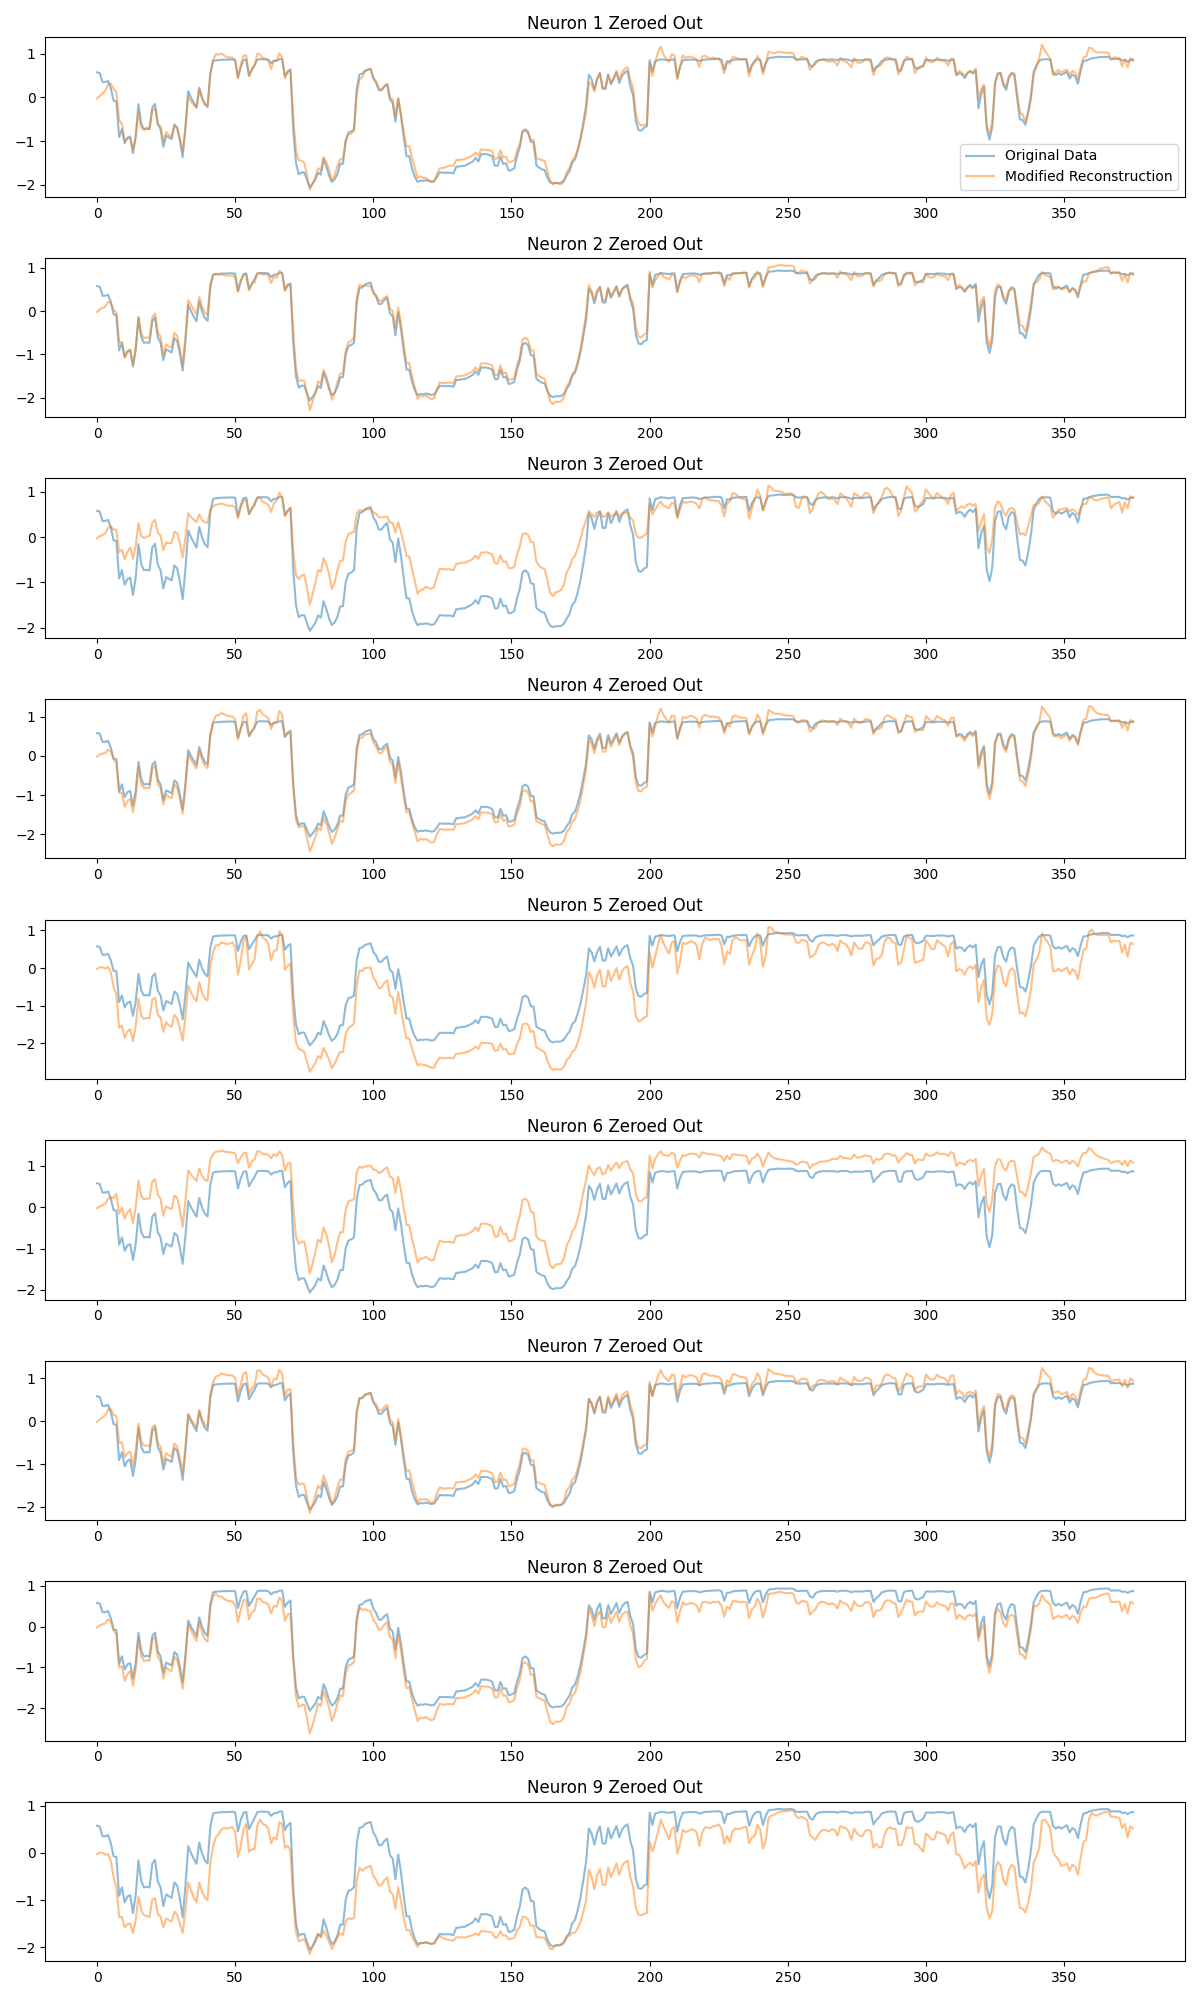 Neuron 1 Zeroed Out
1
0
−1
−2
Original Data
Modified Reconstruction
0 50 100 150 200 250 300 350
Neuron 2 Zeroed Out
1
0
−1
−2
0 50 100 150 200 250 300 350
Neuron 3 Zeroed Out
1
0
−1
−2
0 50 100 150 200 250 300 350
Neuron 4 Zeroed Out
1
0
−1
−2
0 50 100 150 200 250 300 350
Neuron 5 Zeroed Out
1
0
−1
−2
0 50 100 150 200 250 300 350
Neuron 6 Zeroed Out
1
0
−1
−2
0 50 100 150 200 250 300 350
Neuron 7 Zeroed Out
1
0
−1
−2
0 50 100 150 200 250 300 350
Neuron 8 Zeroed Out
1
0
−1
−2
0 50 100 150 200 250 300 350
Neuron 9 Zeroed Out
1
0
−1
−2
0 50 100 150 200 250 300 350